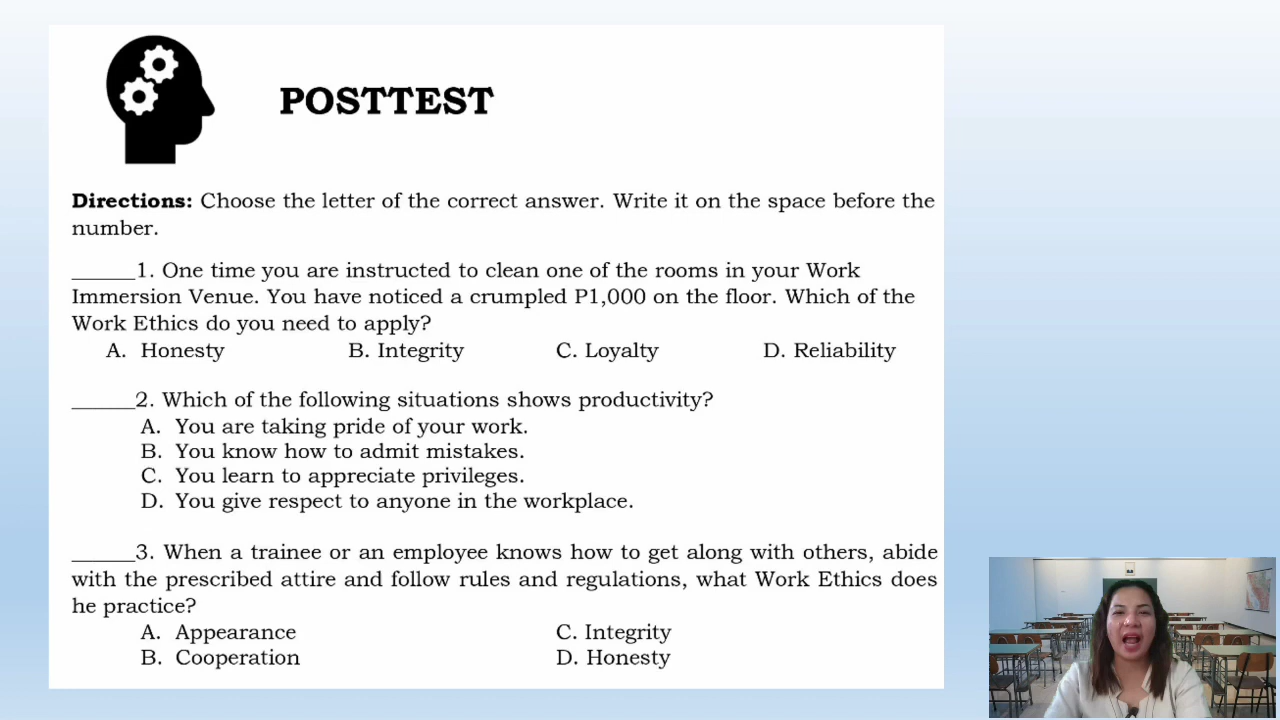 POSTTEST
Directions: Choose the letter of the correct answer. Write it on the space before the
number.
______1. One time you are instructed to clean one of the rooms in your Work
Immersion Venue. You have noticed a crumpled P1,000 on the floor. Which of the
Work Ethics do you need to apply?
A. Honesty B. Integrity C. Loyalty D. Reliability
______2. Which of the following situations shows productivity?
A. You are taking pride of your work.
B. You know how to admit mistakes.
C. You learn to appreciate privileges.
D. You give respect to anyone in the workplace.
______3. When a trainee or an employee knows how to get along with others, abide
with the prescribed attire and follow rules and regulations, what Work Ethics does
he practice?
A. Appearance C. Integrity
B. Cooperation D. Honesty